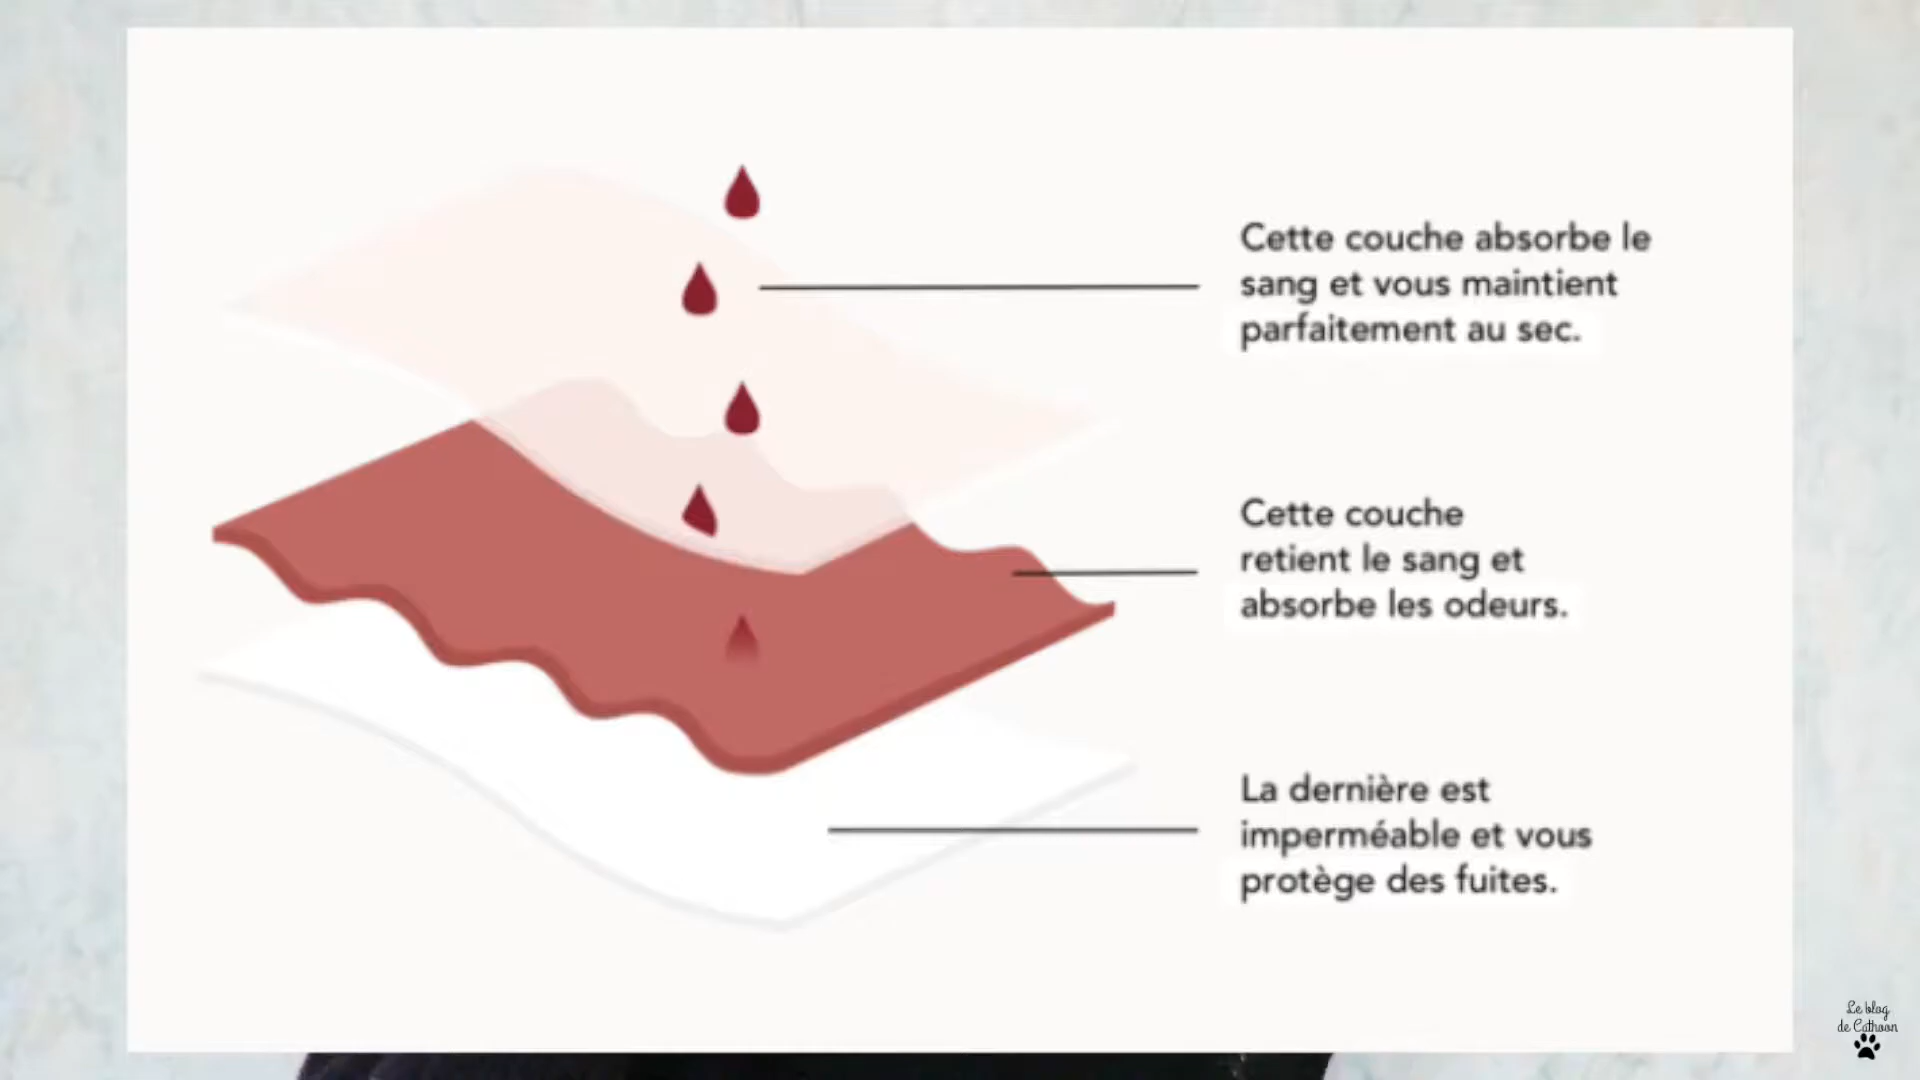 Cette couche absorbe le
sang et vous maintient
parfaitement au sec.
Cette couche
retient le sang et
absorbe les odeurs.
La dernière est
imperméable et vous
protège des fuites.
Le blog
de Cathoon